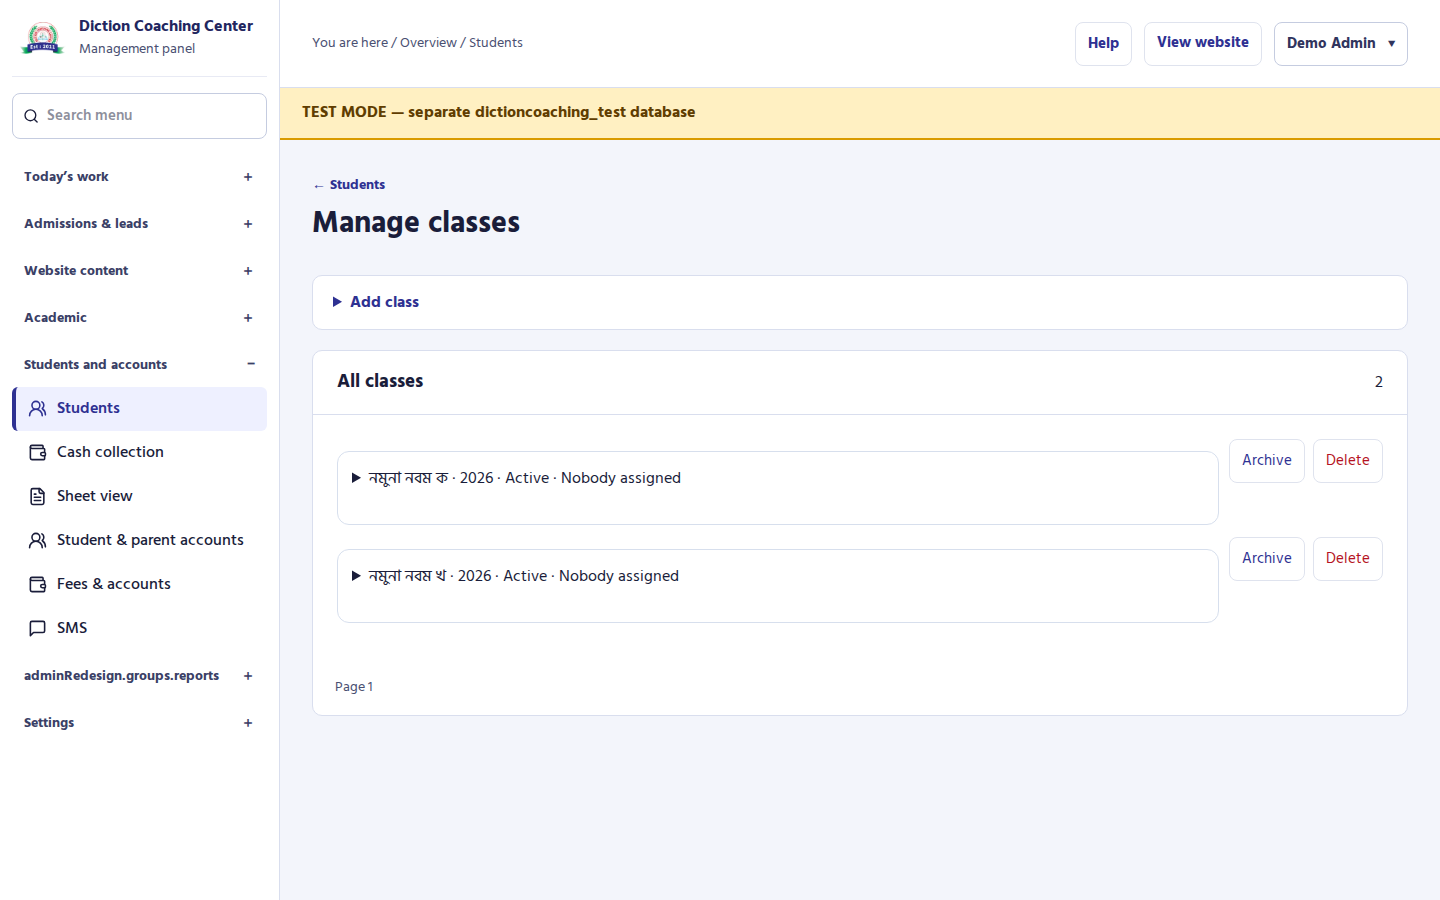 Diction Coaching Center
Management panel
Est : 2011
Search menu
Today's work +
Admissions & leads +
Website content +
Academic +
Students and accounts −
Students
Cash collection
Sheet view
Student & parent accounts
Fees & accounts
SMS
adminRedesign.groups.reports +
Settings +
You are here / Overview / Students
Help
View website
Demo Admin ▾
TEST MODE — separate dictioncoaching_test database
← Students
Manage classes
▶ Add class
All classes 2
▶ নমুনা নবম ক · 2026 · Active · Nobody assigned
Archive Delete
▶ নমুনা নবম খ · 2026 · Active · Nobody assigned
Archive Delete
Page 1